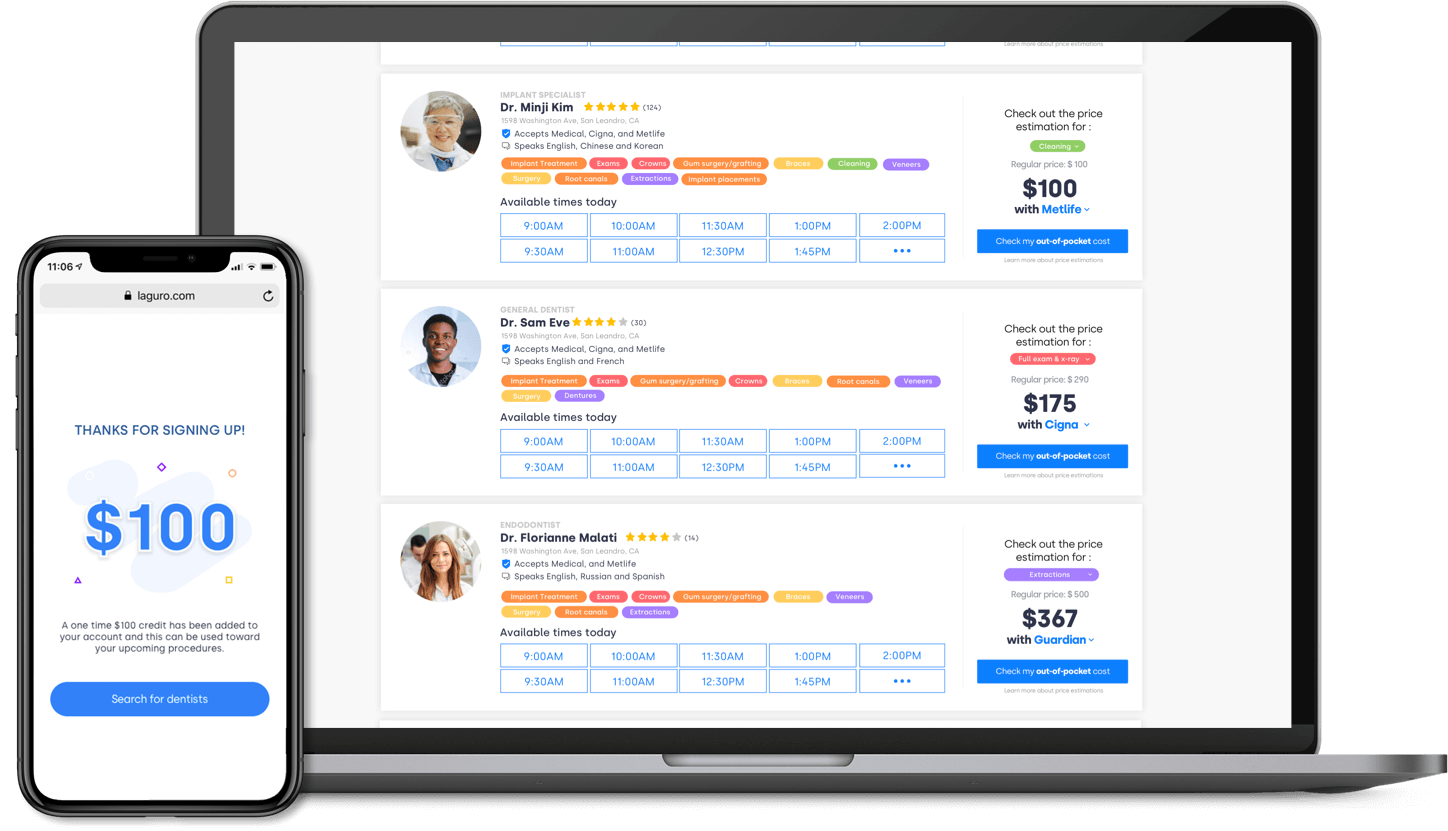 Learn more about price estimations
IMPLANT SPECIALIST
Dr. Minji Kim (124)
1598 Washington Ave, San Leandro, CA
Accepts Medical, Cigna, and Metlife
Speaks English, Chinese and Korean
Implant Treatment Exams Crowns Gum surgery/grafting Braces Cleaning Veneers
Surgery Root canals Extractions Implant placements
Available times today
9:00AM 10:00AM 11:30AM 1:00PM 2:00PM
9:30AM 11:00AM 12:30PM 1:45PM •••
Check out the price
estimation for :
Cleaning
Regular price: $ 100
$100
with Metlife
Check my out-of-pocket cost
Learn more about price estimations
GENERAL DENTIST
Dr. Sam Eve (30)
1598 Washington Ave, San Leandro, CA
Accepts Medical, Cigna, and Metlife
Speaks English and French
Implant Treatment Exams Gum surgery/grafting Crowns Braces Root canals Veneers
Surgery Dentures
Available times today
9:00AM 10:00AM 11:30AM 1:00PM 2:00PM
9:30AM 11:00AM 12:30PM 1:45PM •••
Check out the price
estimation for :
Full exam & x-ray
Regular price: $ 290
$175
with Cigna
Check my out-of-pocket cost
Learn more about price estimations
ENDODONTIST
Dr. Florianne Malati (14)
1598 Washington Ave, San Leandro, CA
Accepts Medical, and Metlife
Speaks English, Russian and Spanish
Implant Treatment Exams Crowns Gum surgery/grafting Braces Veneers
Surgery Root canals Extractions
Available times today
9:00AM 10:00AM 11:30AM 1:00PM 2:00PM
9:30AM 11:00AM 12:30PM 1:45PM •••
Check out the price
estimation for :
Extractions
Regular price: $ 500
$367
with Guardian
Check my out-of-pocket cost
Learn more about price estimations
11:06
laguro.com
THANKS FOR SIGNING UP!
$100
A one time $100 credit has been added to
your account and this can be used toward
your upcoming procedures.
Search for dentists